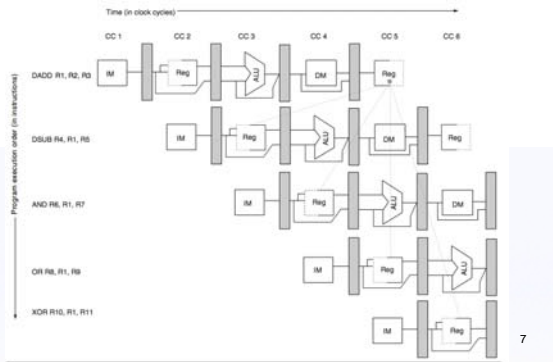 Time (in clock cycles)
CC 1 CC 2 CC 3 CC 4 CC 5 CC 6
Program execution order (in instructions)
DADD R1, R2, R3 IM Reg ALU DM Reg
DSUB R4, R1, R5 IM Reg ALU DM Reg
AND R6, R1, R7 IM Reg ALU DM
OR R8, R1, R9 IM Reg ALU
XOR R10, R1, R11 IM Reg
7